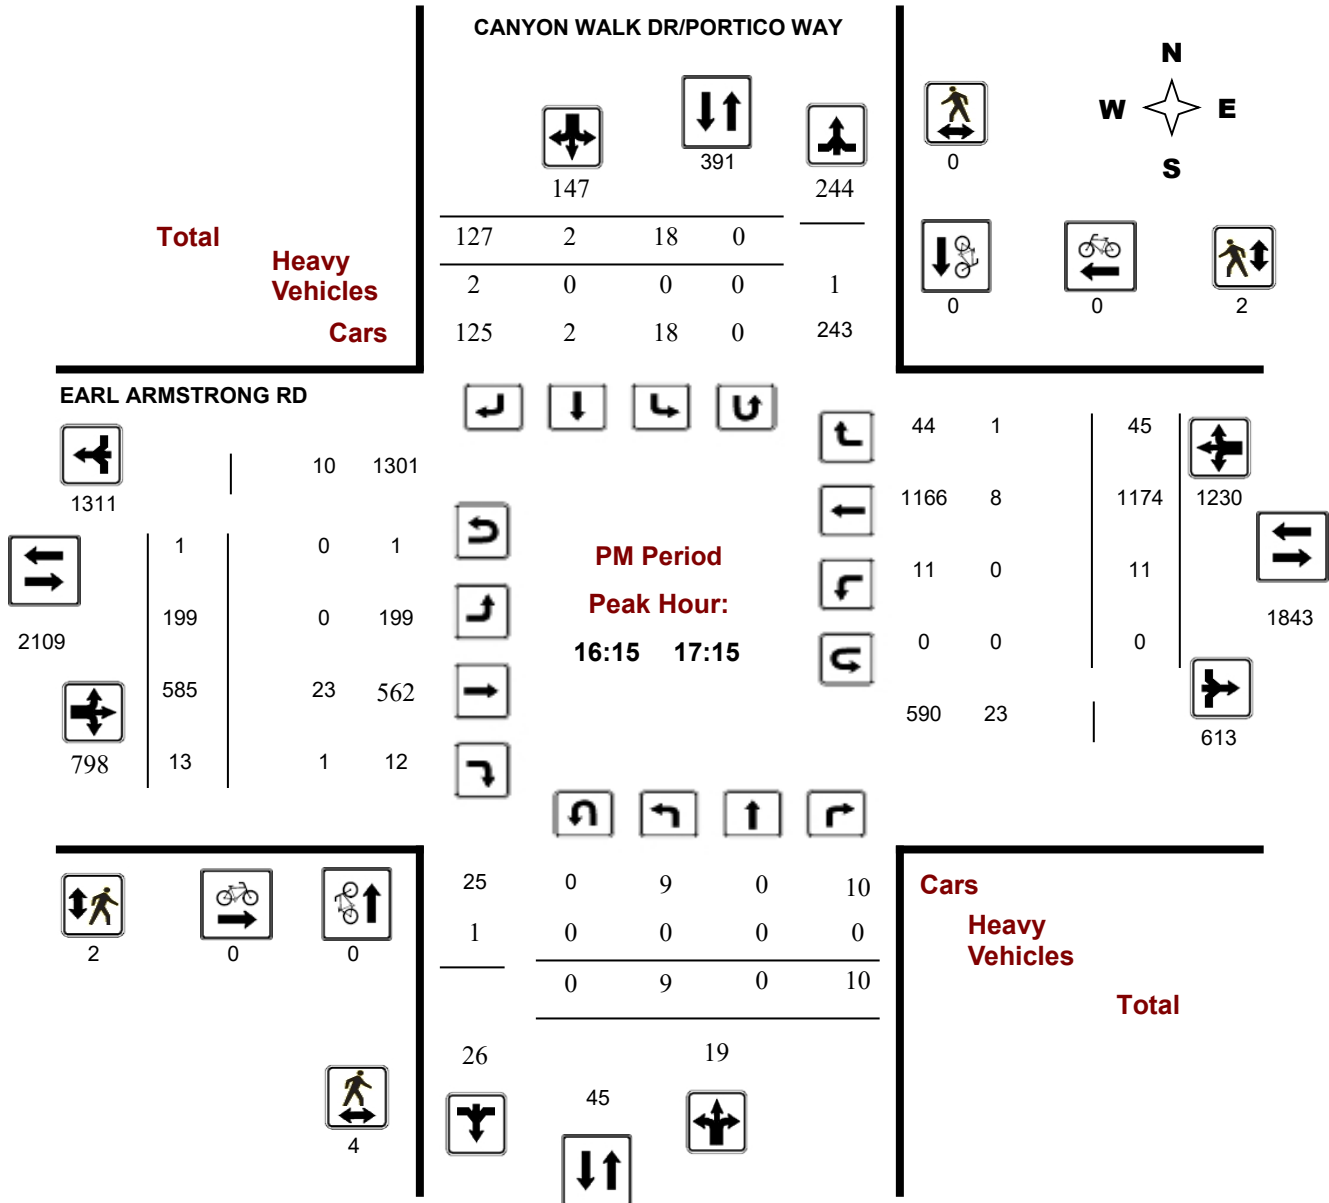 CANYON WALK DR/PORTICO WAY
N
W E
S
391
0
147
244
Total
127 2 18 0
Heavy
Vehicles
2 0 0 0 1
0 0 2
Cars
125 2 18 0 243
EARL ARMSTRONG RD
44 1 45
10 1301
1311
1166 8 1174 1230
1 0 1
PM Period
11 0 11
Peak Hour:
199 0 199
1843
2109
16:15 17:15
0 0 0
585 23 562
590 23
613
798 13 1 12
25 0 9 0 10
Cars
1 0 0 0 0
Heavy
Vehicles
2 0 0
0 9 0 10
Total
26 19
45
4